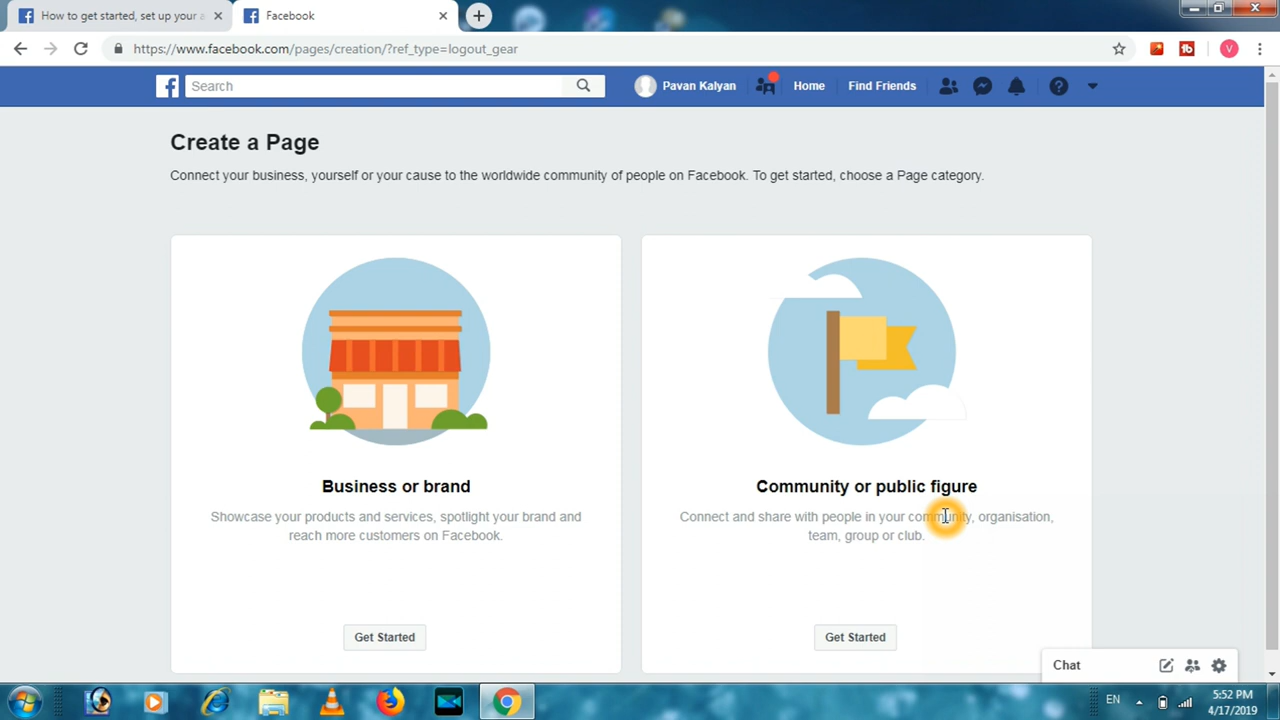 How to get started, set up your a
Facebook
https://www.facebook.com/pages/creation/?ref_type=logout_gear
Search
Pavan Kalyan
Home
Find Friends
Create a Page
Connect your business, yourself or your cause to the worldwide community of people on Facebook. To get started, choose a Page category.
Business or brand
Showcase your products and services, spotlight your brand and
reach more customers on Facebook.
Get Started
Community or public figure
Connect and share with people in your community, organisation,
team, group or club.
Get Started
Chat
EN
5:52 PM
4/17/2019